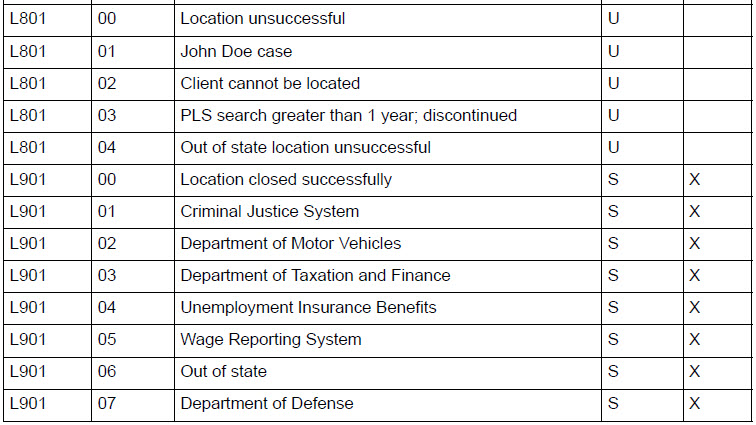 L801 00 Location unsuccessful U
L801 01 John Doe case U
L801 02 Client cannot be located U
L801 03 PLS search greater than 1 year; discontinued U
L801 04 Out of state location unsuccessful U
L901 00 Location closed successfully S X
L901 01 Criminal Justice System S X
L901 02 Department of Motor Vehicles S X
L901 03 Department of Taxation and Finance S X
L901 04 Unemployment Insurance Benefits S X
L901 05 Wage Reporting System S X
L901 06 Out of state S X
L901 07 Department of Defense S X